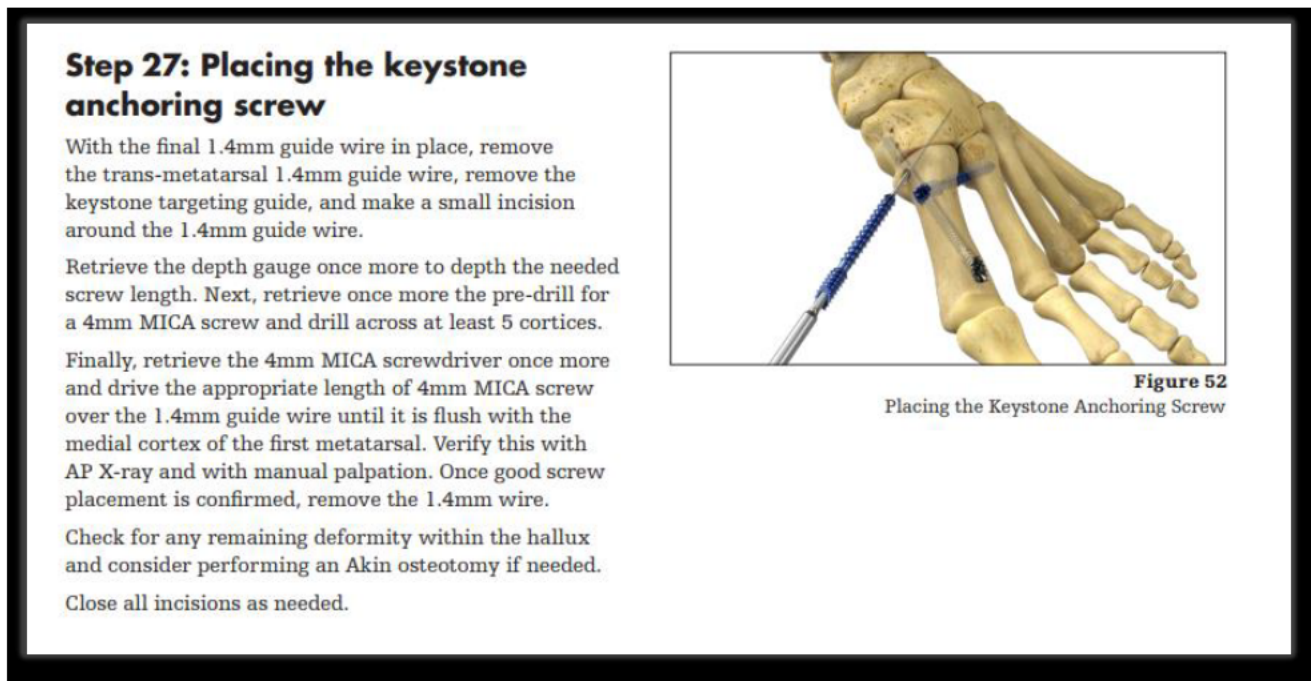 Step 27: Placing the keystone
anchoring screw
With the final 1.4mm guide wire in place, remove
the trans-metatarsal 1.4mm guide wire, remove the
keystone targeting guide, and make a small incision
around the 1.4mm guide wire.
Retrieve the depth gauge once more to depth the needed
screw length. Next, retrieve once more the pre-drill for
a 4mm MICA screw and drill across at least 5 cortices.
Finally, retrieve the 4mm MICA screwdriver once more
and drive the appropriate length of 4mm MICA screw
over the 1.4mm guide wire until it is flush with the
medial cortex of the first metatarsal. Verify this with
AP X-ray and with manual palpation. Once good screw
placement is confirmed, remove the 1.4mm wire.
Check for any remaining deformity within the hallux
and consider performing an Akin osteotomy if needed.
Close all incisions as needed.
Figure 52
Placing the Keystone Anchoring Screw